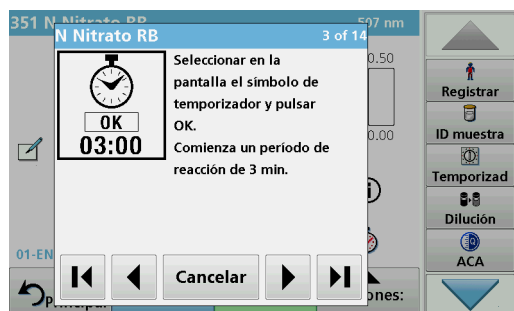 351 N Nitrato RB
507 nm
N Nitrato RB
3 of 14
Seleccionar en la
pantalla el símbolo de
temporizador y pulsar
OK.
Comienza un período de
reacción de 3 min.
OK
03:00
0.50
0.00
01-EN
Cancelar
ones:
Registrar
ID muestra
Temporizad
Dilución
ACA